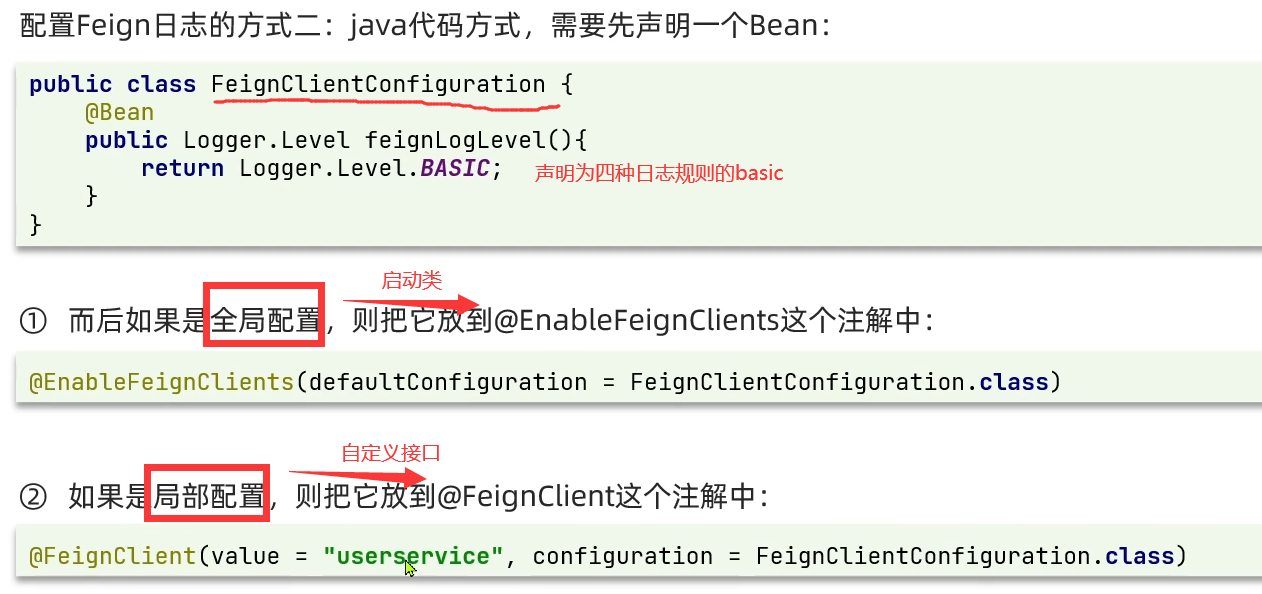 配置Feign日志的方式二：java代码方式，需要先声明一个Bean：
public class FeignClientConfiguration {
@Bean
public Logger.Level feignLogLevel(){
return Logger.Level.BASIC; 声明为四种日志规则的basic
}
}
启动类
① 而后如果是全局配置，则把它放到@EnableFeignClients这个注解中：
@EnableFeignClients(defaultConfiguration = FeignClientConfiguration.class)
自定义接口
② 如果是局部配置，则把它放到@FeignClient这个注解中：
@FeignClient(value = "userservice", configuration = FeignClientConfiguration.class)